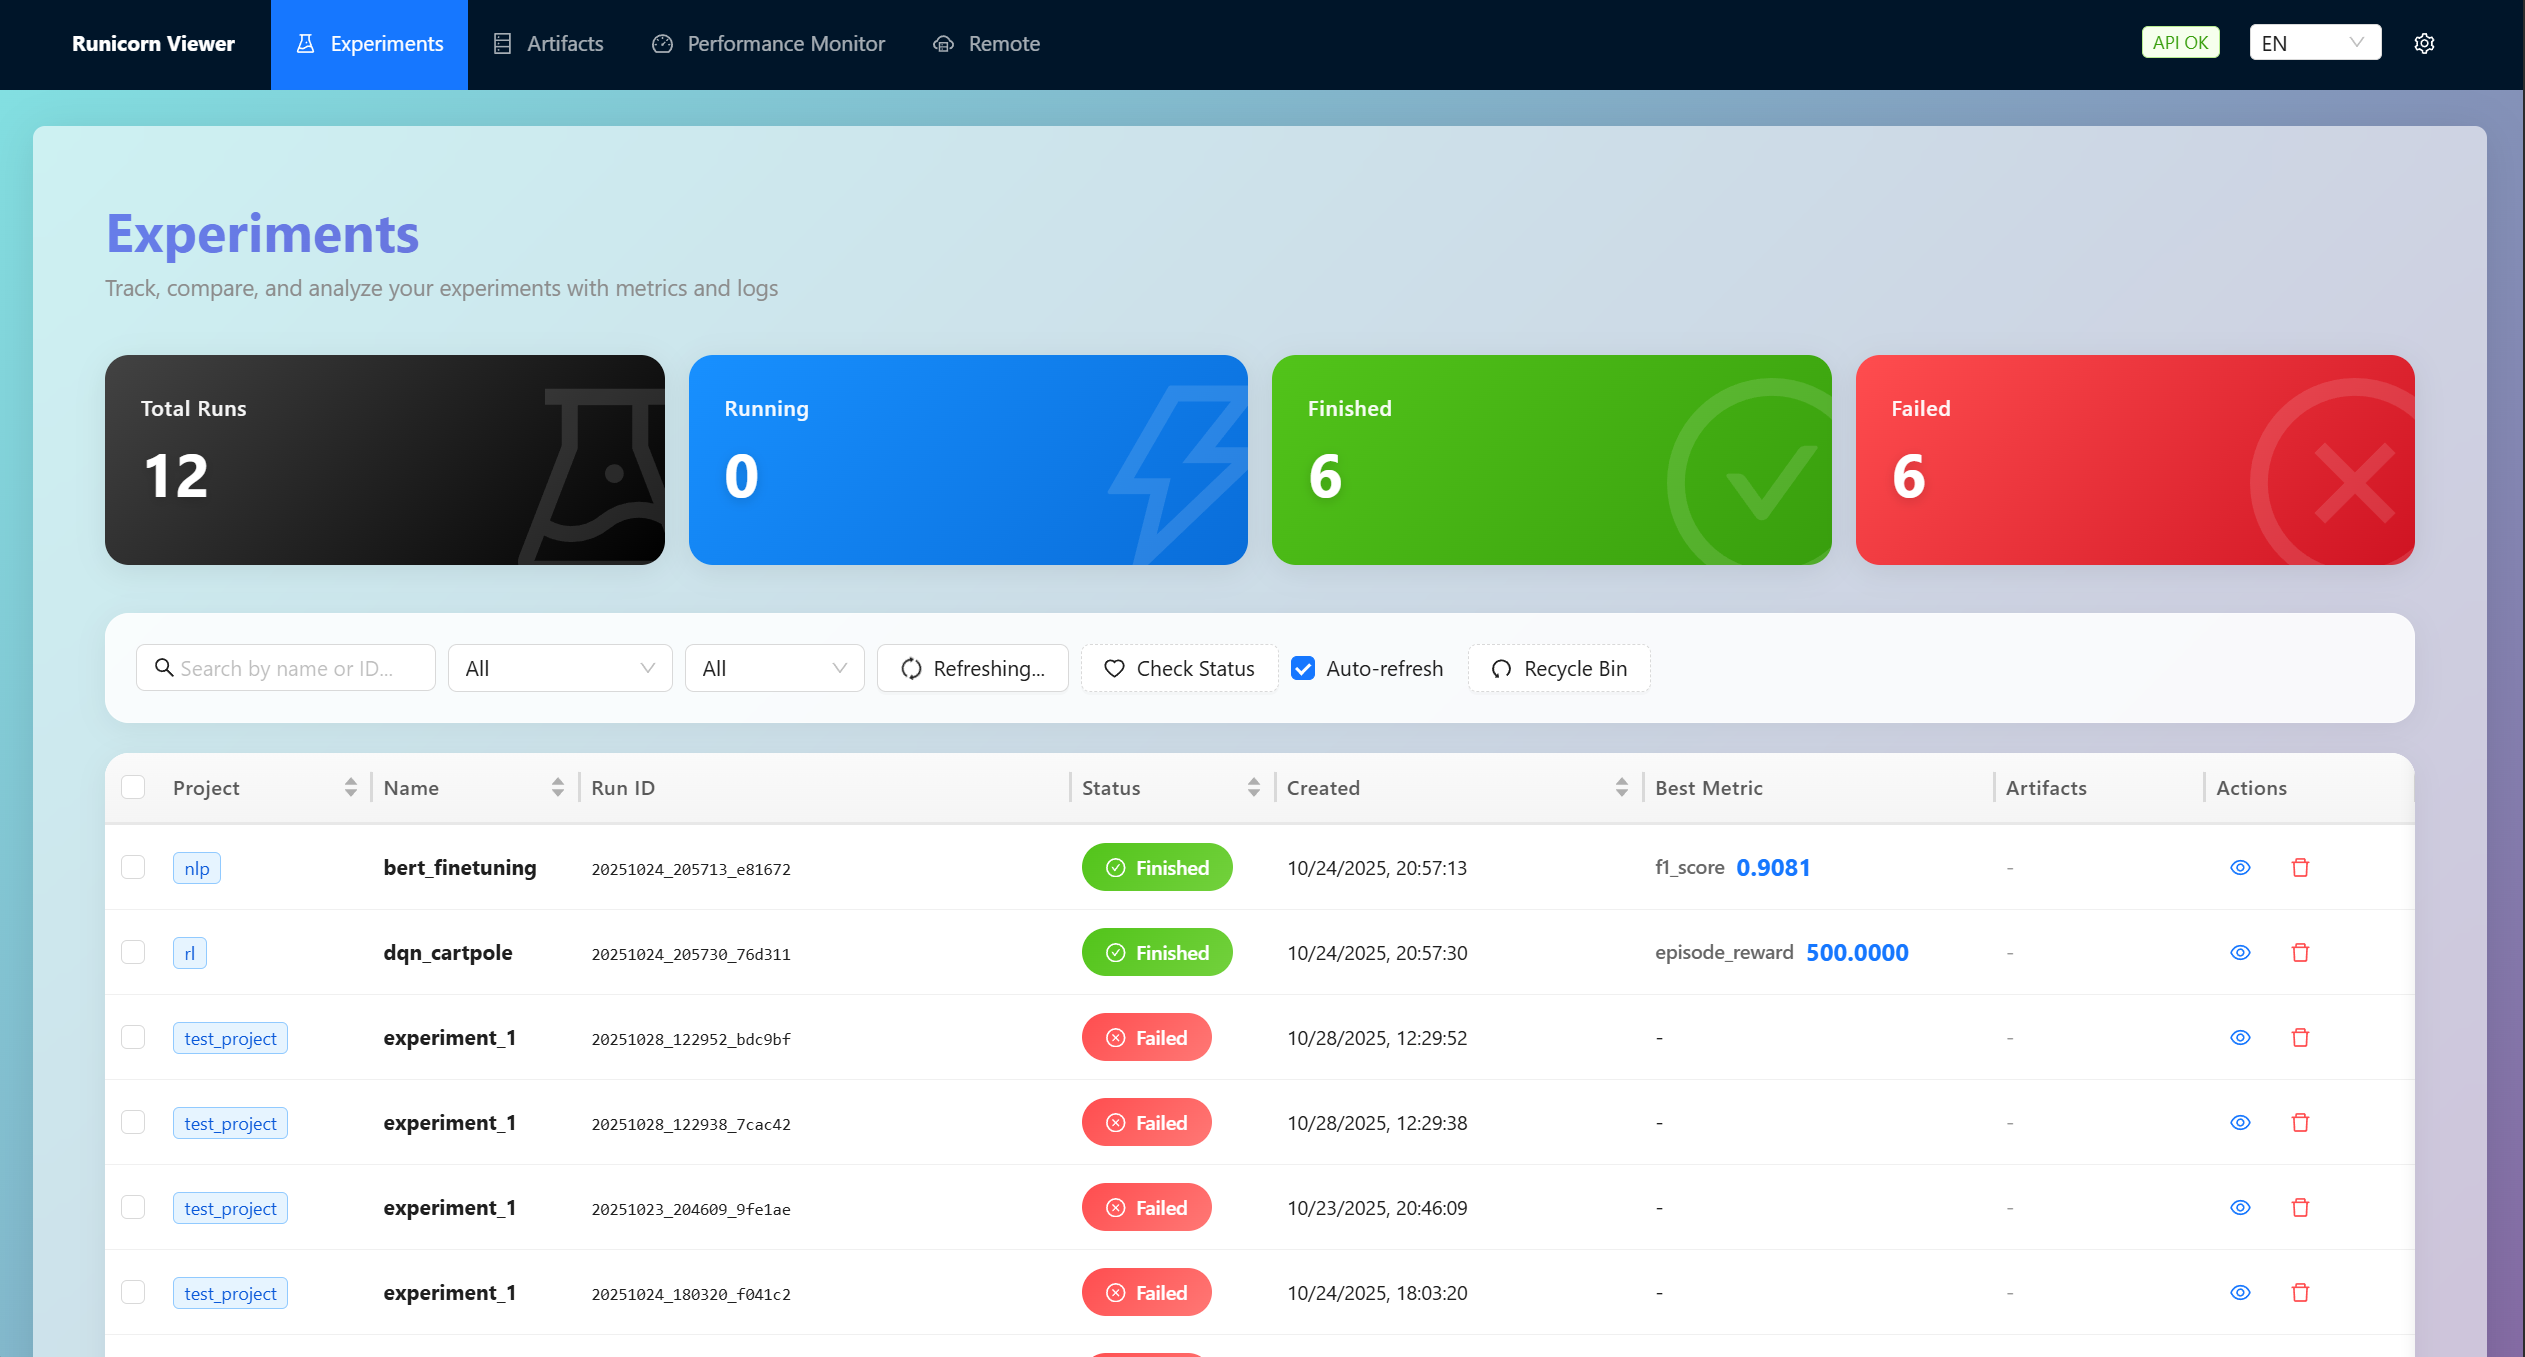 Runicorn Viewer Experiments Artifacts Performance Monitor Remote API OK EN
Experiments
Track, compare, and analyze your experiments with metrics and logs
Total Runs Running Finished Failed
12 0 6 6
Search by name or ID... All All Refreshing... Check Status Auto-refresh Recycle Bin
Project Name Run ID Status Created Best Metric Artifacts Actions
nlp bert_finetuning 20251024_205713_e81672 Finished 10/24/2025, 20:57:13 f1_score 0.9081 -
rl dqn_cartpole 20251024_205730_76d311 Finished 10/24/2025, 20:57:30 episode_reward 500.0000 -
test_project experiment_1 20251028_122952_bdc9bf Failed 10/28/2025, 12:29:52 - -
test_project experiment_1 20251028_122938_7cac42 Failed 10/28/2025, 12:29:38 - -
test_project experiment_1 20251023_204609_9fe1ae Failed 10/23/2025, 20:46:09 - -
test_project experiment_1 20251024_180320_f041c2 Failed 10/24/2025, 18:03:20 - -